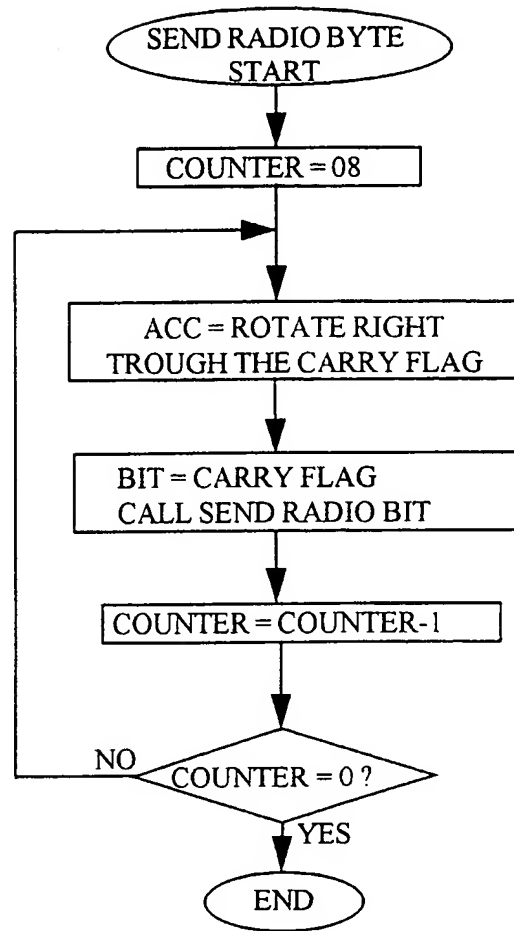 SEND RADIO BYTE
START
COUNTER = 08
ACC = ROTATE RIGHT
TROUGH THE CARRY FLAG
BIT = CARRY FLAG
CALL SEND RADIO BIT
COUNTER = COUNTER-1
NO
COUNTER = 0 ?
YES
END